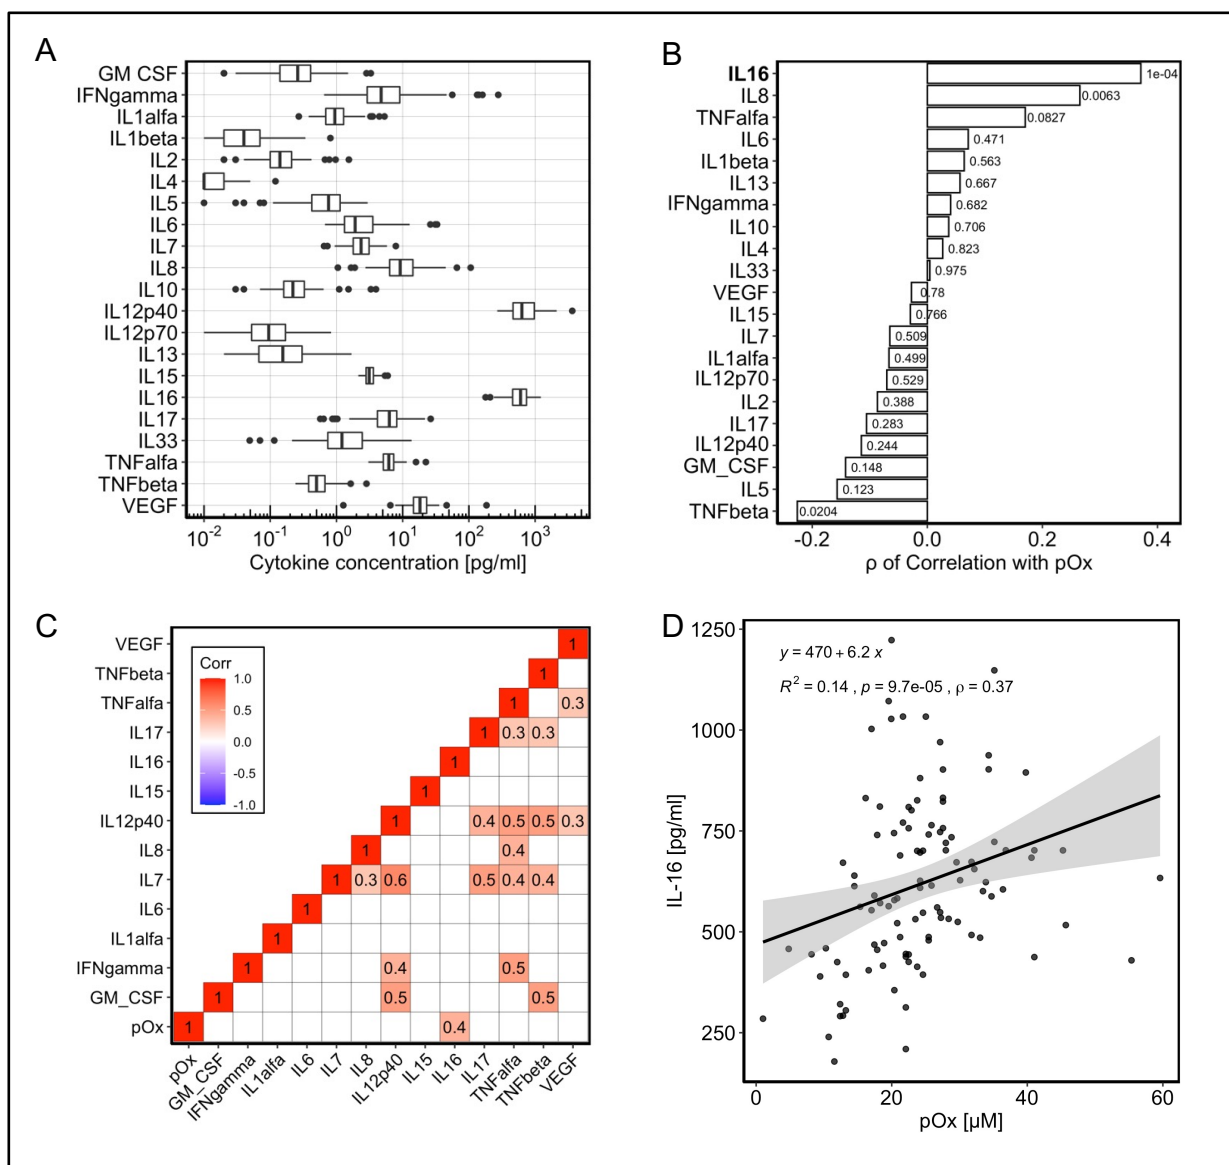 A
GM CSF
IFNgamma
IL1alfa
IL1beta
IL2
IL4
IL5
IL6
IL7
IL8
IL10
IL12p40
IL12p70
IL13
IL15
IL16
IL17
IL33
TNFalfa
TNFbeta
VEGF
10-2 10-1 100 101 102 103
Cytokine concentration [pg/ml]
B
IL16 1e-04
IL8 0.0063
TNFalfa 0.0827
IL6 0.471
IL1beta 0.563
IL13 0.667
IFNgamma 0.682
IL10 0.706
IL4 0.823
IL33 0.975
VEGF 0.78
IL15 0.766
IL7 0.509
IL1alfa 0.499
IL12p70 0.529
IL2 0.388
IL17 0.283
IL12p40 0.244
GM_CSF 0.148
IL5 0.123
TNFbeta 0.0204
-0.2 0.0 0.2 0.4
ρ of Correlation with pOx
C
Corr
1.0
0.5
0.0
-0.5
-1.0
VEGF 1
TNFbeta 1
TNFalfa 1 0.3
IL17 1 0.3 0.3
IL16 1
IL15 1
IL12p40 1 0.4 0.5 0.5 0.3
IL8 1 0.4
IL7 1 0.3 0.6 0.5 0.4 0.4
IL6 1
IL1alfa 1
IFNgamma 1 0.4 0.5
GM_CSF 1 0.5 0.5
pOx 1 0.4
pOx GM_CSF IFNgamma IL1alfa IL6 IL7 IL8 IL12p40 IL15 IL16 IL17 TNFalfa TNFbeta VEGF
D
y = 470 + 6.2 x
R2 = 0.14 , p = 9.7e-05 , ρ = 0.37
1250
1000
750
500
250
IL-16 [pg/ml]
0 20 40 60
pOx [µM]